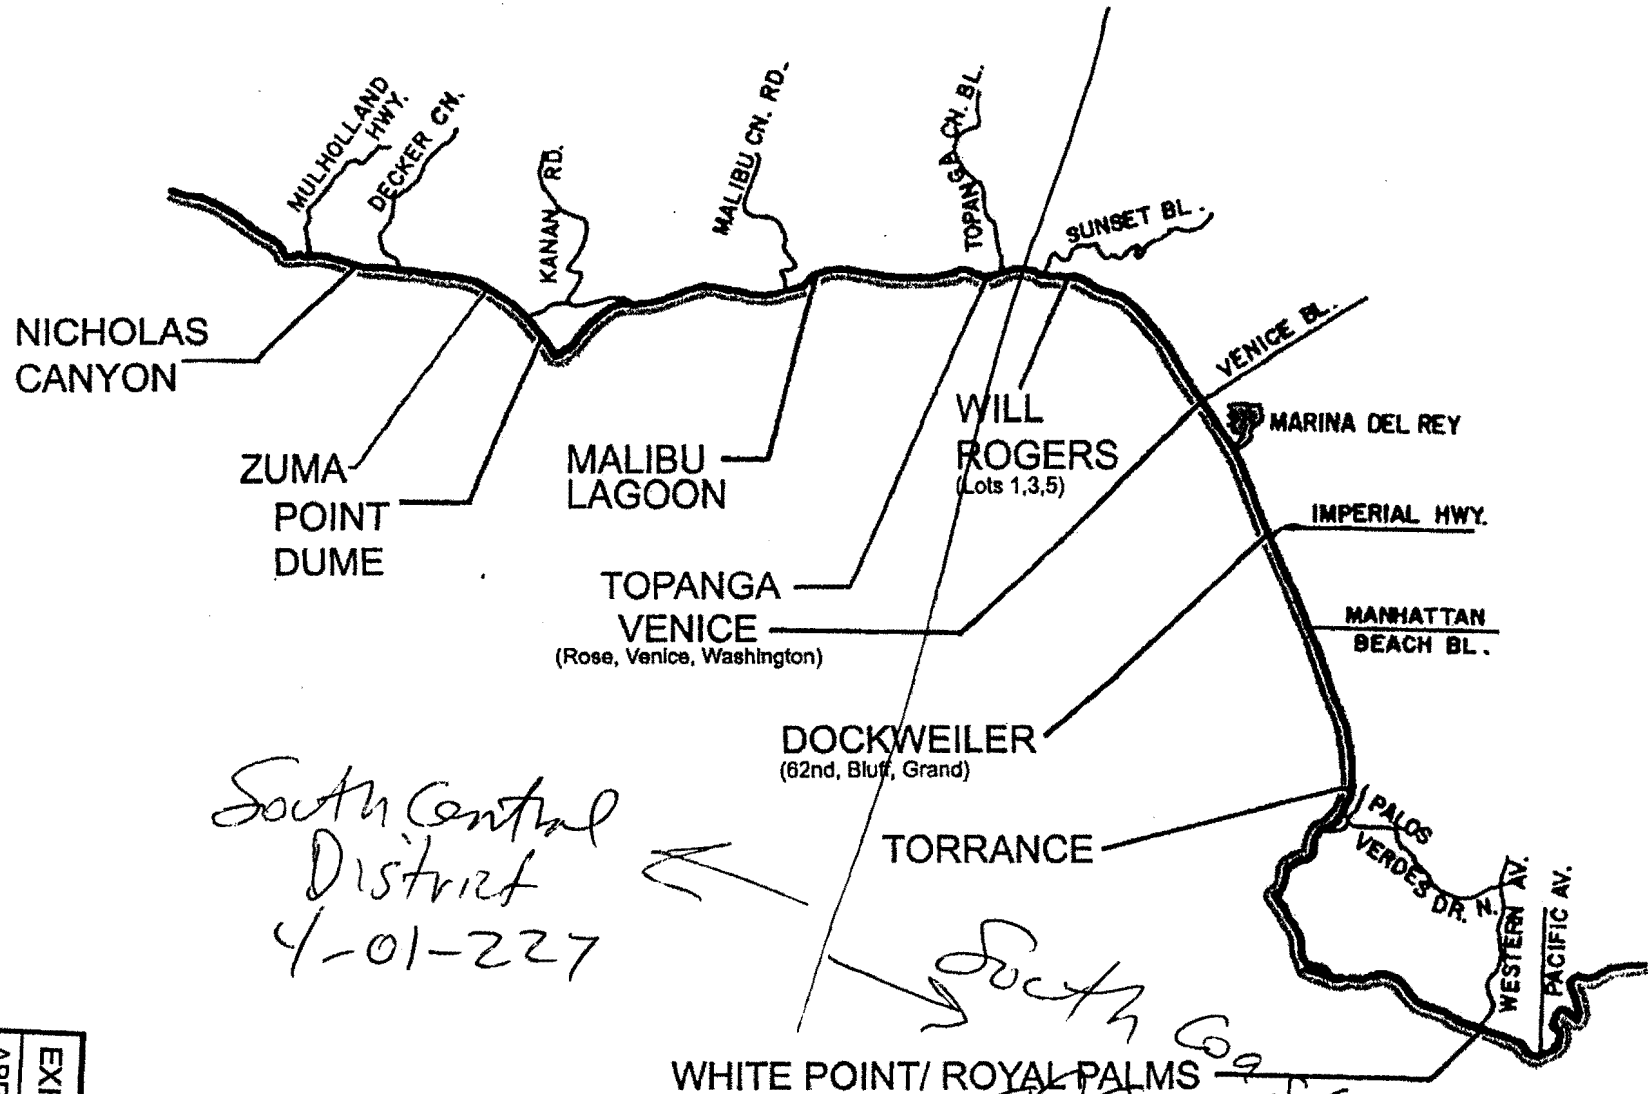 MULHOLLAND
HWY.
DECKER CN.
KANAN RD.
MALIBU CN. RD.
TOPANGA CN. BL.
SUNSET BL.
VENICE BL.
MARINA DEL REY
IMPERIAL HWY.
MANHATTAN
BEACH BL.
PALOS
VERDES DR. N.
WESTERN AV.
PACIFIC AV.
NICHOLAS
CANYON
ZUMA
POINT
DUME
MALIBU
LAGOON
WILL
ROGERS
(Lots 1,3,5)
TOPANGA
VENICE
(Rose, Venice, Washington)
DOCKWEILER
(62nd, Bluff, Grand)
TORRANCE
South Central
District
4-01-227
South
WHITE POINT/ ROYAL PALMS